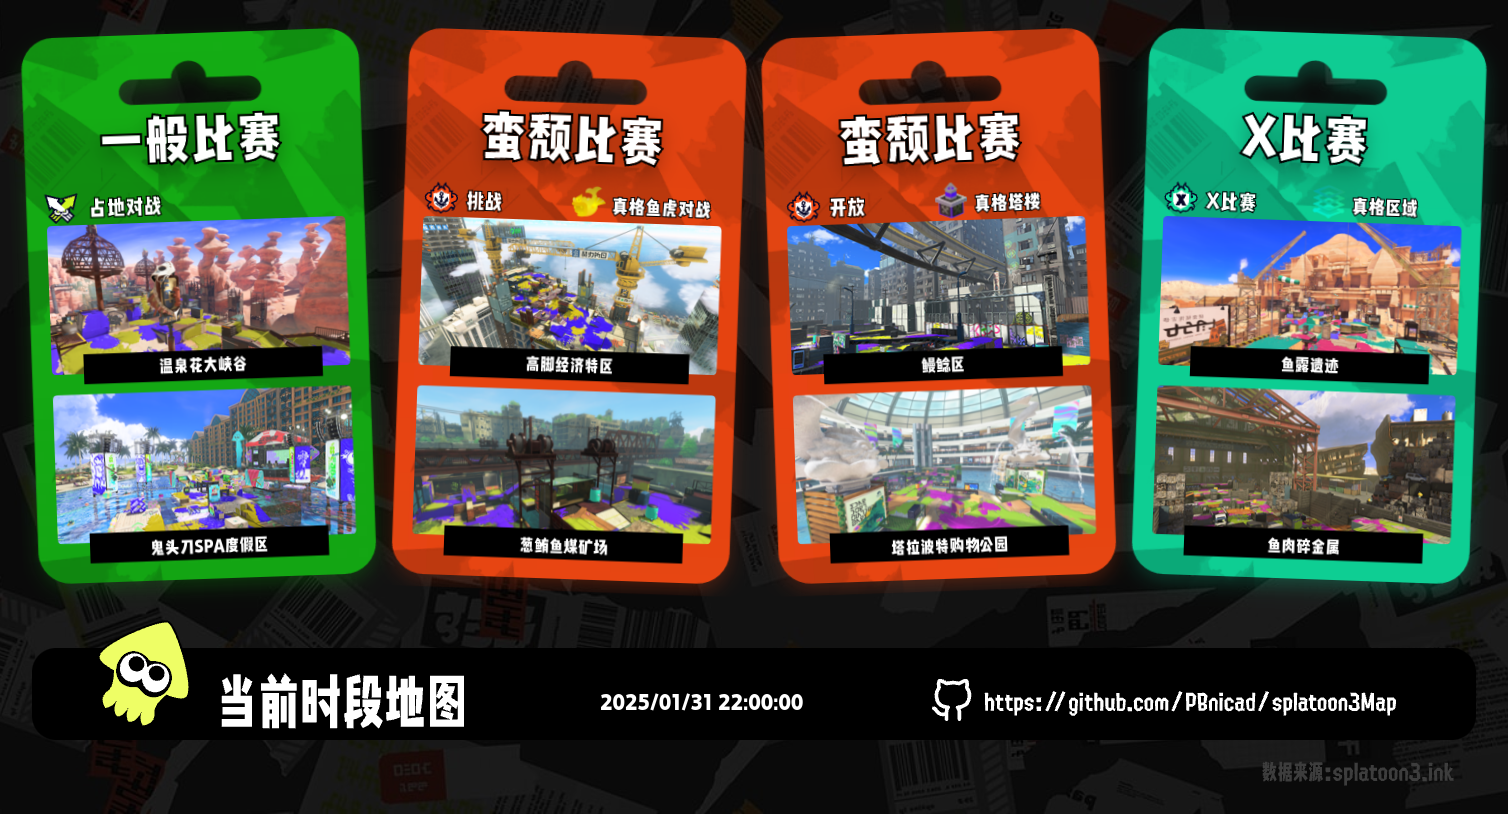 一般比赛
占地对战
温泉花大峡谷
鬼头刀SPA度假区
蛮颓比赛
挑战
真格鱼虎对战
高脚经济特区
葱鲔鱼煤矿场
蛮颓比赛
开放
真格塔楼
鳗鲶区
塔拉波特购物公园
X比赛
X比赛
真格区域
鱼露遗迹
鱼肉碎金属
当前时段地图
2025/01/31 22:00:00
https://github.com/PBnicad/splatoon3Map
数据来源:splatoon3.ink